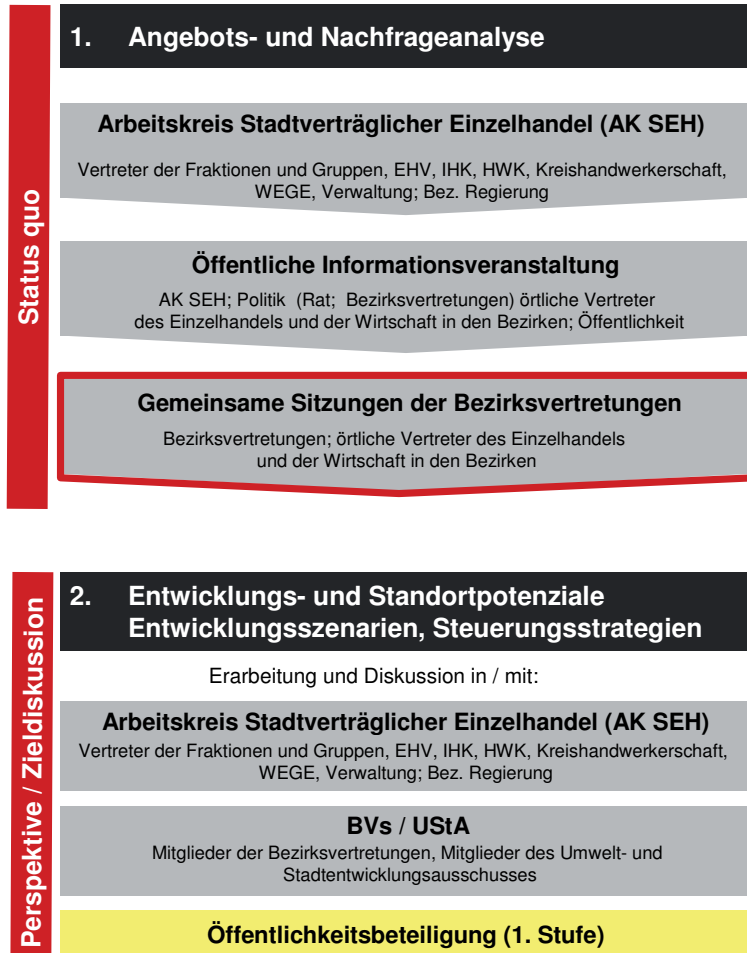 Status quo
1. Angebots- und Nachfrageanalyse
Arbeitskreis Stadtverträglicher Einzelhandel (AK SEH)
Vertreter der Fraktionen und Gruppen, EHV, IHK, HWK, Kreishandwerkerschaft,
WEGE, Verwaltung; Bez. Regierung
Öffentliche Informationsveranstaltung
AK SEH; Politik (Rat; Bezirksvertretungen) örtliche Vertreter
des Einzelhandels und der Wirtschaft in den Bezirken; Öffentlichkeit
Gemeinsame Sitzungen der Bezirksvertretungen
Bezirksvertretungen; örtliche Vertreter des Einzelhandels
und der Wirtschaft in den Bezirken
Perspektive / Zieldiskussion
2. Entwicklungs- und Standortpotenziale
Entwicklungsszenarien, Steuerungsstrategien
Erarbeitung und Diskussion in / mit:
Arbeitskreis Stadtverträglicher Einzelhandel (AK SEH)
Vertreter der Fraktionen und Gruppen, EHV, IHK, HWK, Kreishandwerkerschaft,
WEGE, Verwaltung; Bez. Regierung
BVs / UStA
Mitglieder der Bezirksvertretungen, Mitglieder des Umwelt- und
Stadtentwicklungsausschusses
Öffentlichkeitsbeteiligung (1. Stufe)